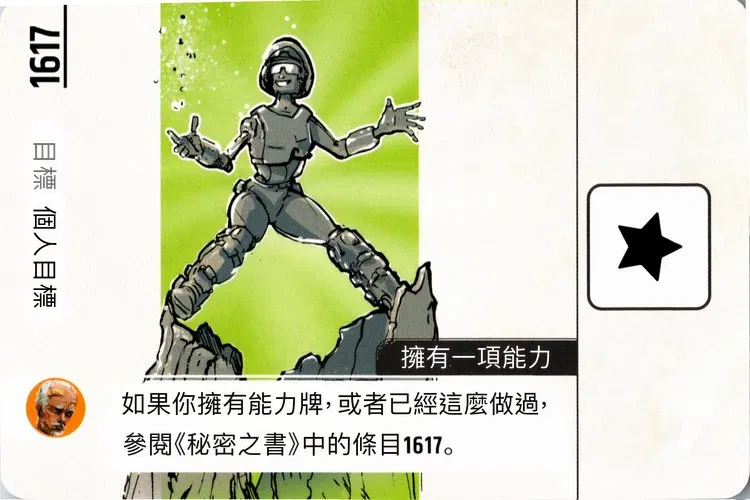 1617
目標 個人目標
擁有一項能力
如果你擁有能力牌，或者已經這麼做過，
參閱《秘密之書》中的條目1617。